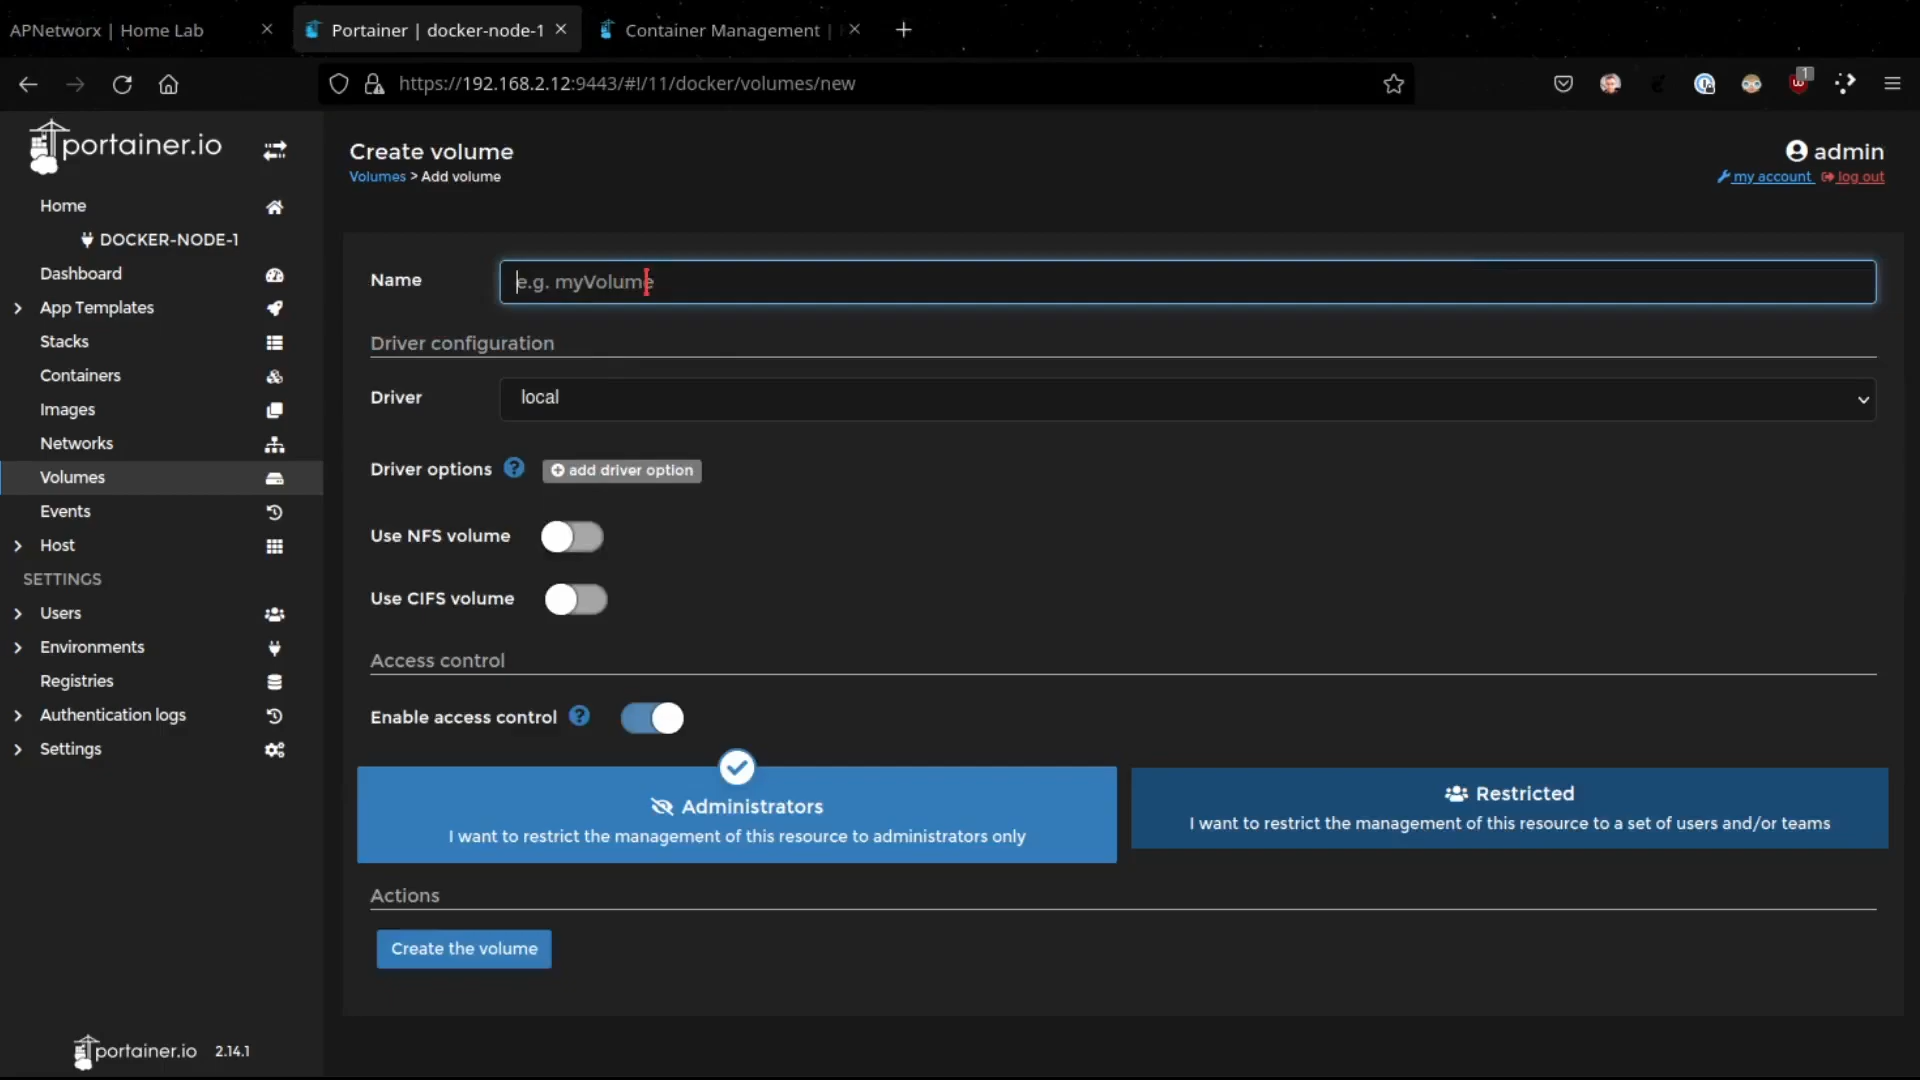 APNetworx | Home Lab
Portainer | docker-node-1
Container Management |
https://192.168.2.12:9443/#!/11/docker/volumes/new
1
portainer.io
Home
DOCKER-NODE-1
Dashboard
App Templates
Stacks
Containers
Images
Networks
Volumes
Events
Host
SETTINGS
Users
Environments
Registries
Authentication logs
Settings
portainer.io 2.14.1
Create volume
Volumes > Add volume
admin
my account log out
Name e.g. myVolume
Driver configuration
Driver local
Driver options add driver option
Use NFS volume
Use CIFS volume
Access control
Enable access control
Administrators
I want to restrict the management of this resource to administrators only
Restricted
I want to restrict the management of this resource to a set of users and/or teams
Actions
Create the volume